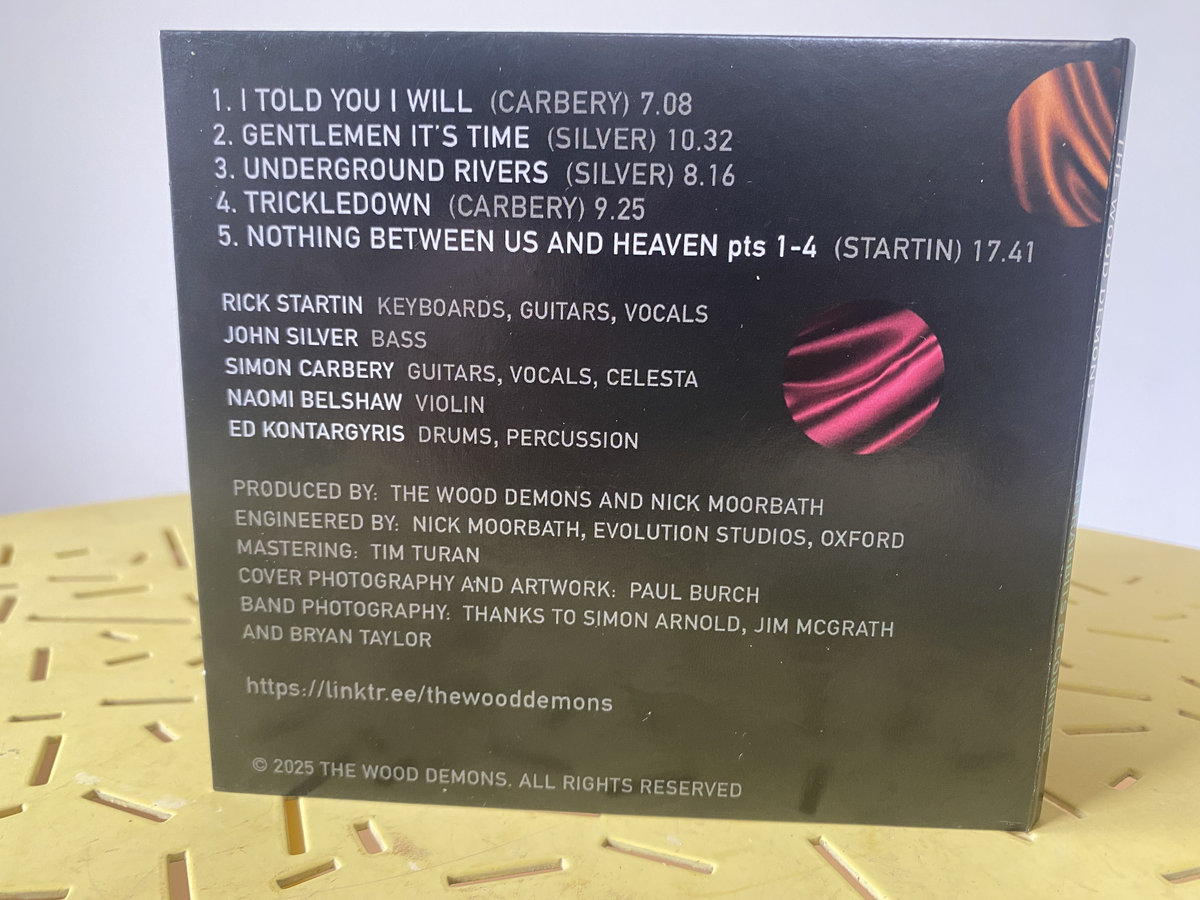 1. I TOLD YOU I WILL (CARBERY) 7.08
2. GENTLEMEN IT'S TIME (SILVER) 10.32
3. UNDERGROUND RIVERS (SILVER) 8.16
4. TRICKLEDOWN (CARBERY) 9.25
5. NOTHING BETWEEN US AND HEAVEN pts 1-4 (STARTIN) 17.41
RICK STARTIN KEYBOARDS, GUITARS, VOCALS
JOHN SILVER BASS
SIMON CARBERY GUITARS, VOCALS, CELESTA
NAOMI BELSHAW VIOLIN
ED KONTARGYRIS DRUMS, PERCUSSION
PRODUCED BY: THE WOOD DEMONS AND NICK MOORBATH
ENGINEERED BY: NICK MOORBATH, EVOLUTION STUDIOS, OXFORD
MASTERING: TIM TURAN
COVER PHOTOGRAPHY AND ARTWORK: PAUL BURCH
BAND PHOTOGRAPHY: THANKS TO SIMON ARNOLD, JIM MCGRATH
AND BRYAN TAYLOR
https://linktr.ee/thewooddemons
© 2025 THE WOOD DEMONS. ALL RIGHTS RESERVED
THE WOOD DEMONS